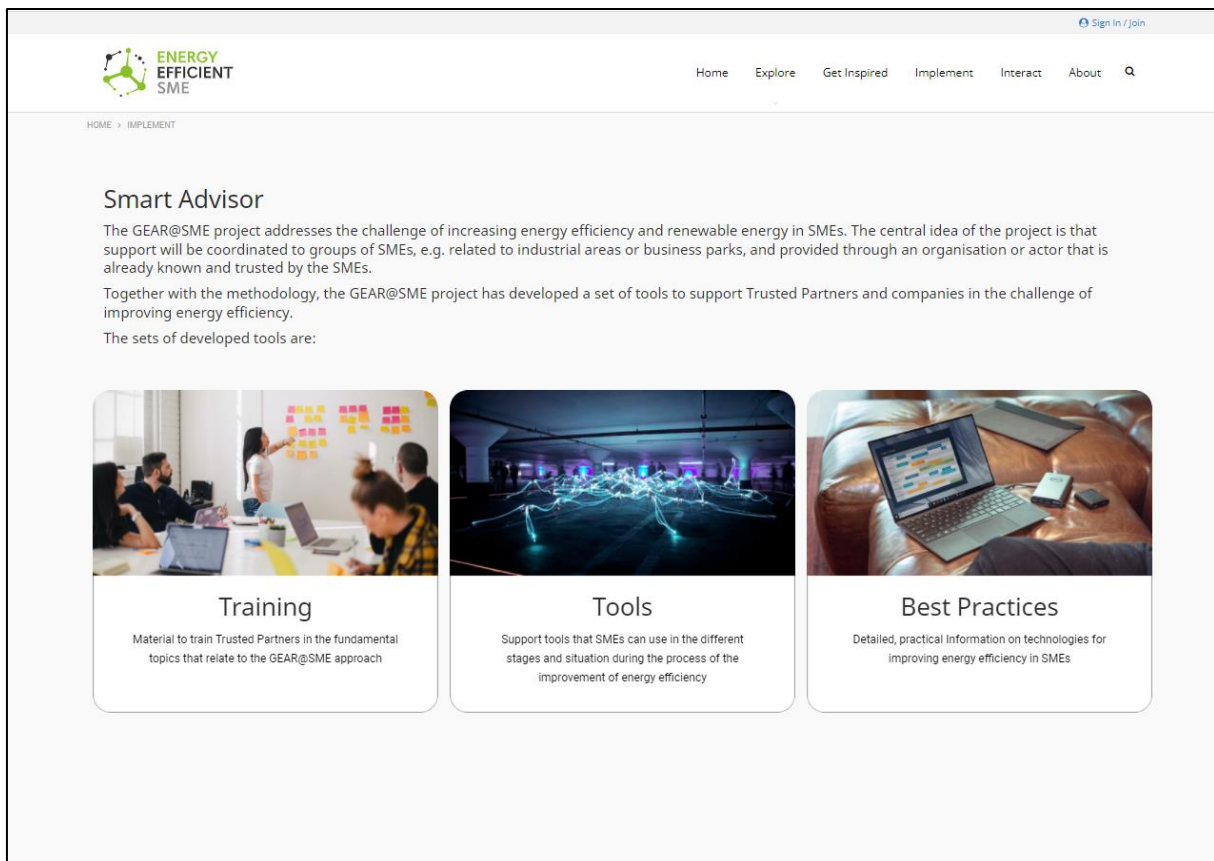 Sign In / Join
ENERGY
EFFICIENT
SME
Home Explore Get Inspired Implement Interact About
HOME > IMPLEMENT
Smart Advisor
The GEAR@SME project addresses the challenge of increasing energy efficiency and renewable energy in SMEs. The central idea of the project is that
support will be coordinated to groups of SMEs, e.g. related to industrial areas or business parks, and provided through an organisation or actor that is
already known and trusted by the SMEs.
Together with the methodology, the GEAR@SME project has developed a set of tools to support Trusted Partners and companies in the challenge of
improving energy efficiency.
The sets of developed tools are:
Training
Material to train Trusted Partners in the fundamental
topics that relate to the GEAR@SME approach
Tools
Support tools that SMEs can use in the different
stages and situation during the process of the
improvement of energy efficiency
Best Practices
Detailed, practical Information on technologies for
improving energy efficiency in SMEs